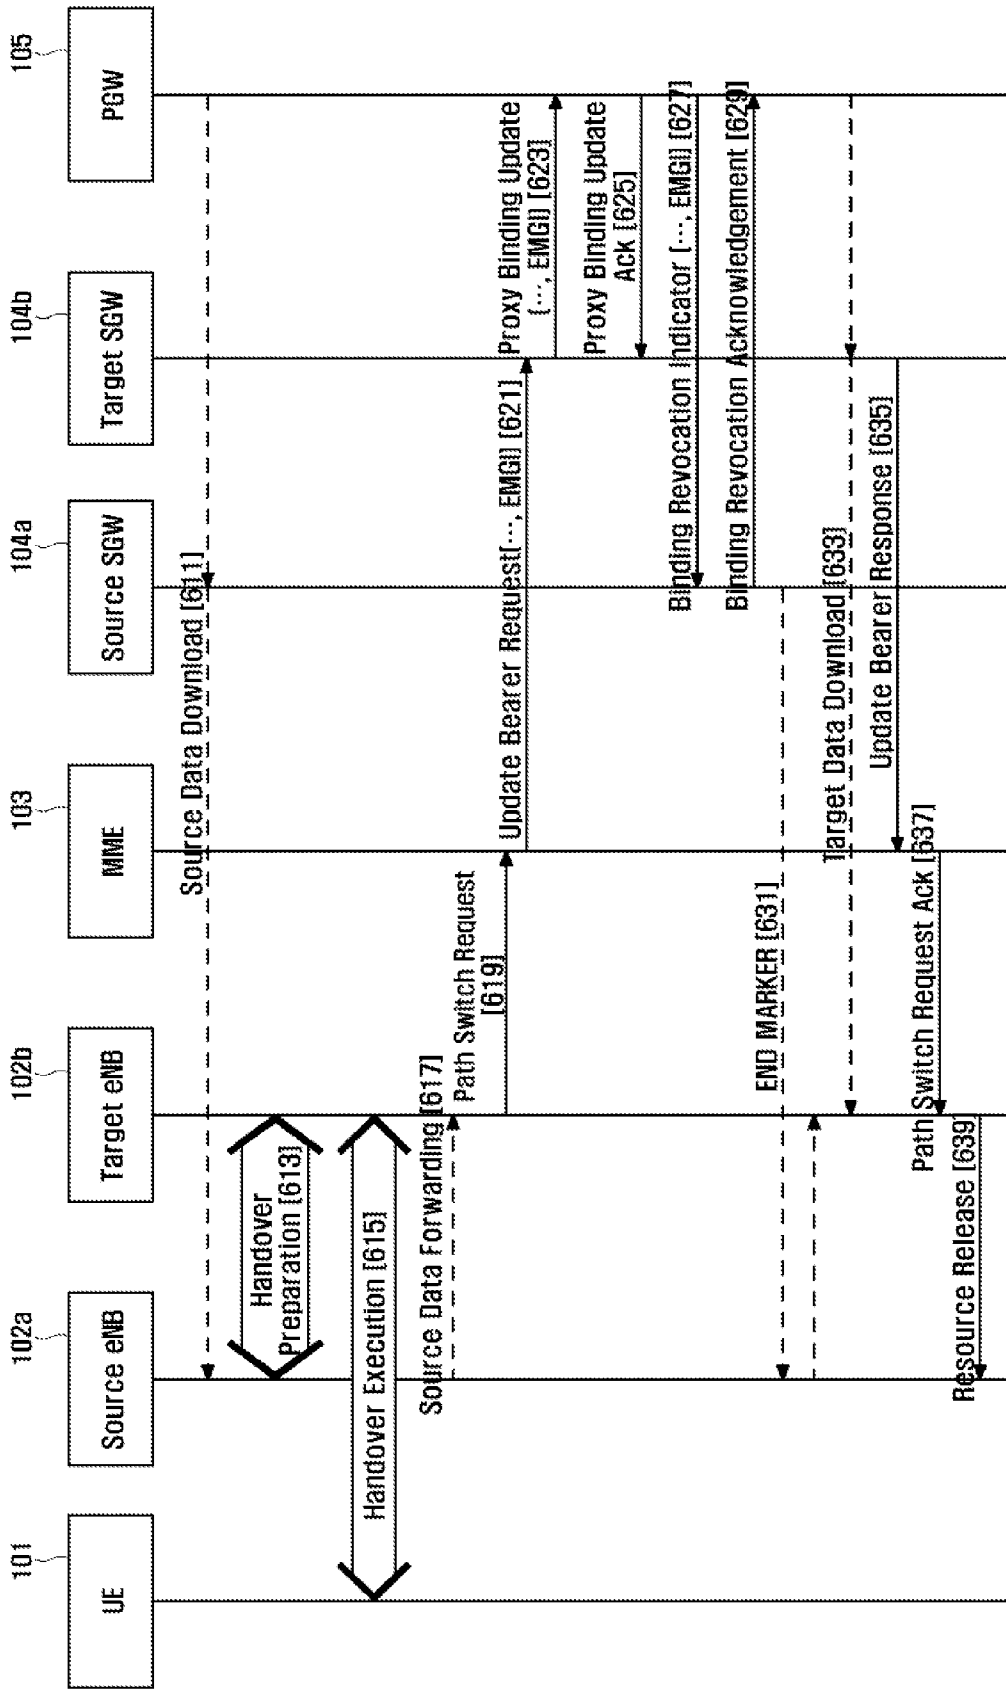 101
102a
102b
103
104a
104b
105
UE
Source eNB
Target eNB
MME
Source SGW
Target SGW
PGW
Source Data Download [611]
Handover
Preparation [613]
Handover Execution [615]
Source Data Forwarding [617]
Path Switch Request
[619]
Update Bearer Request(···, EMGI) [621]
Proxy Binding Update
(···, EMGI) [623]
Proxy Binding Update
Ack [625]
Binding Revocation Indicator (···, EMGI) [627]
Binding Revocation Acknowledgement [629]
END MARKER [631]
Target Data Download [633]
Update Bearer Response [635]
Path Switch Request Ack [637]
Resource Release [639]